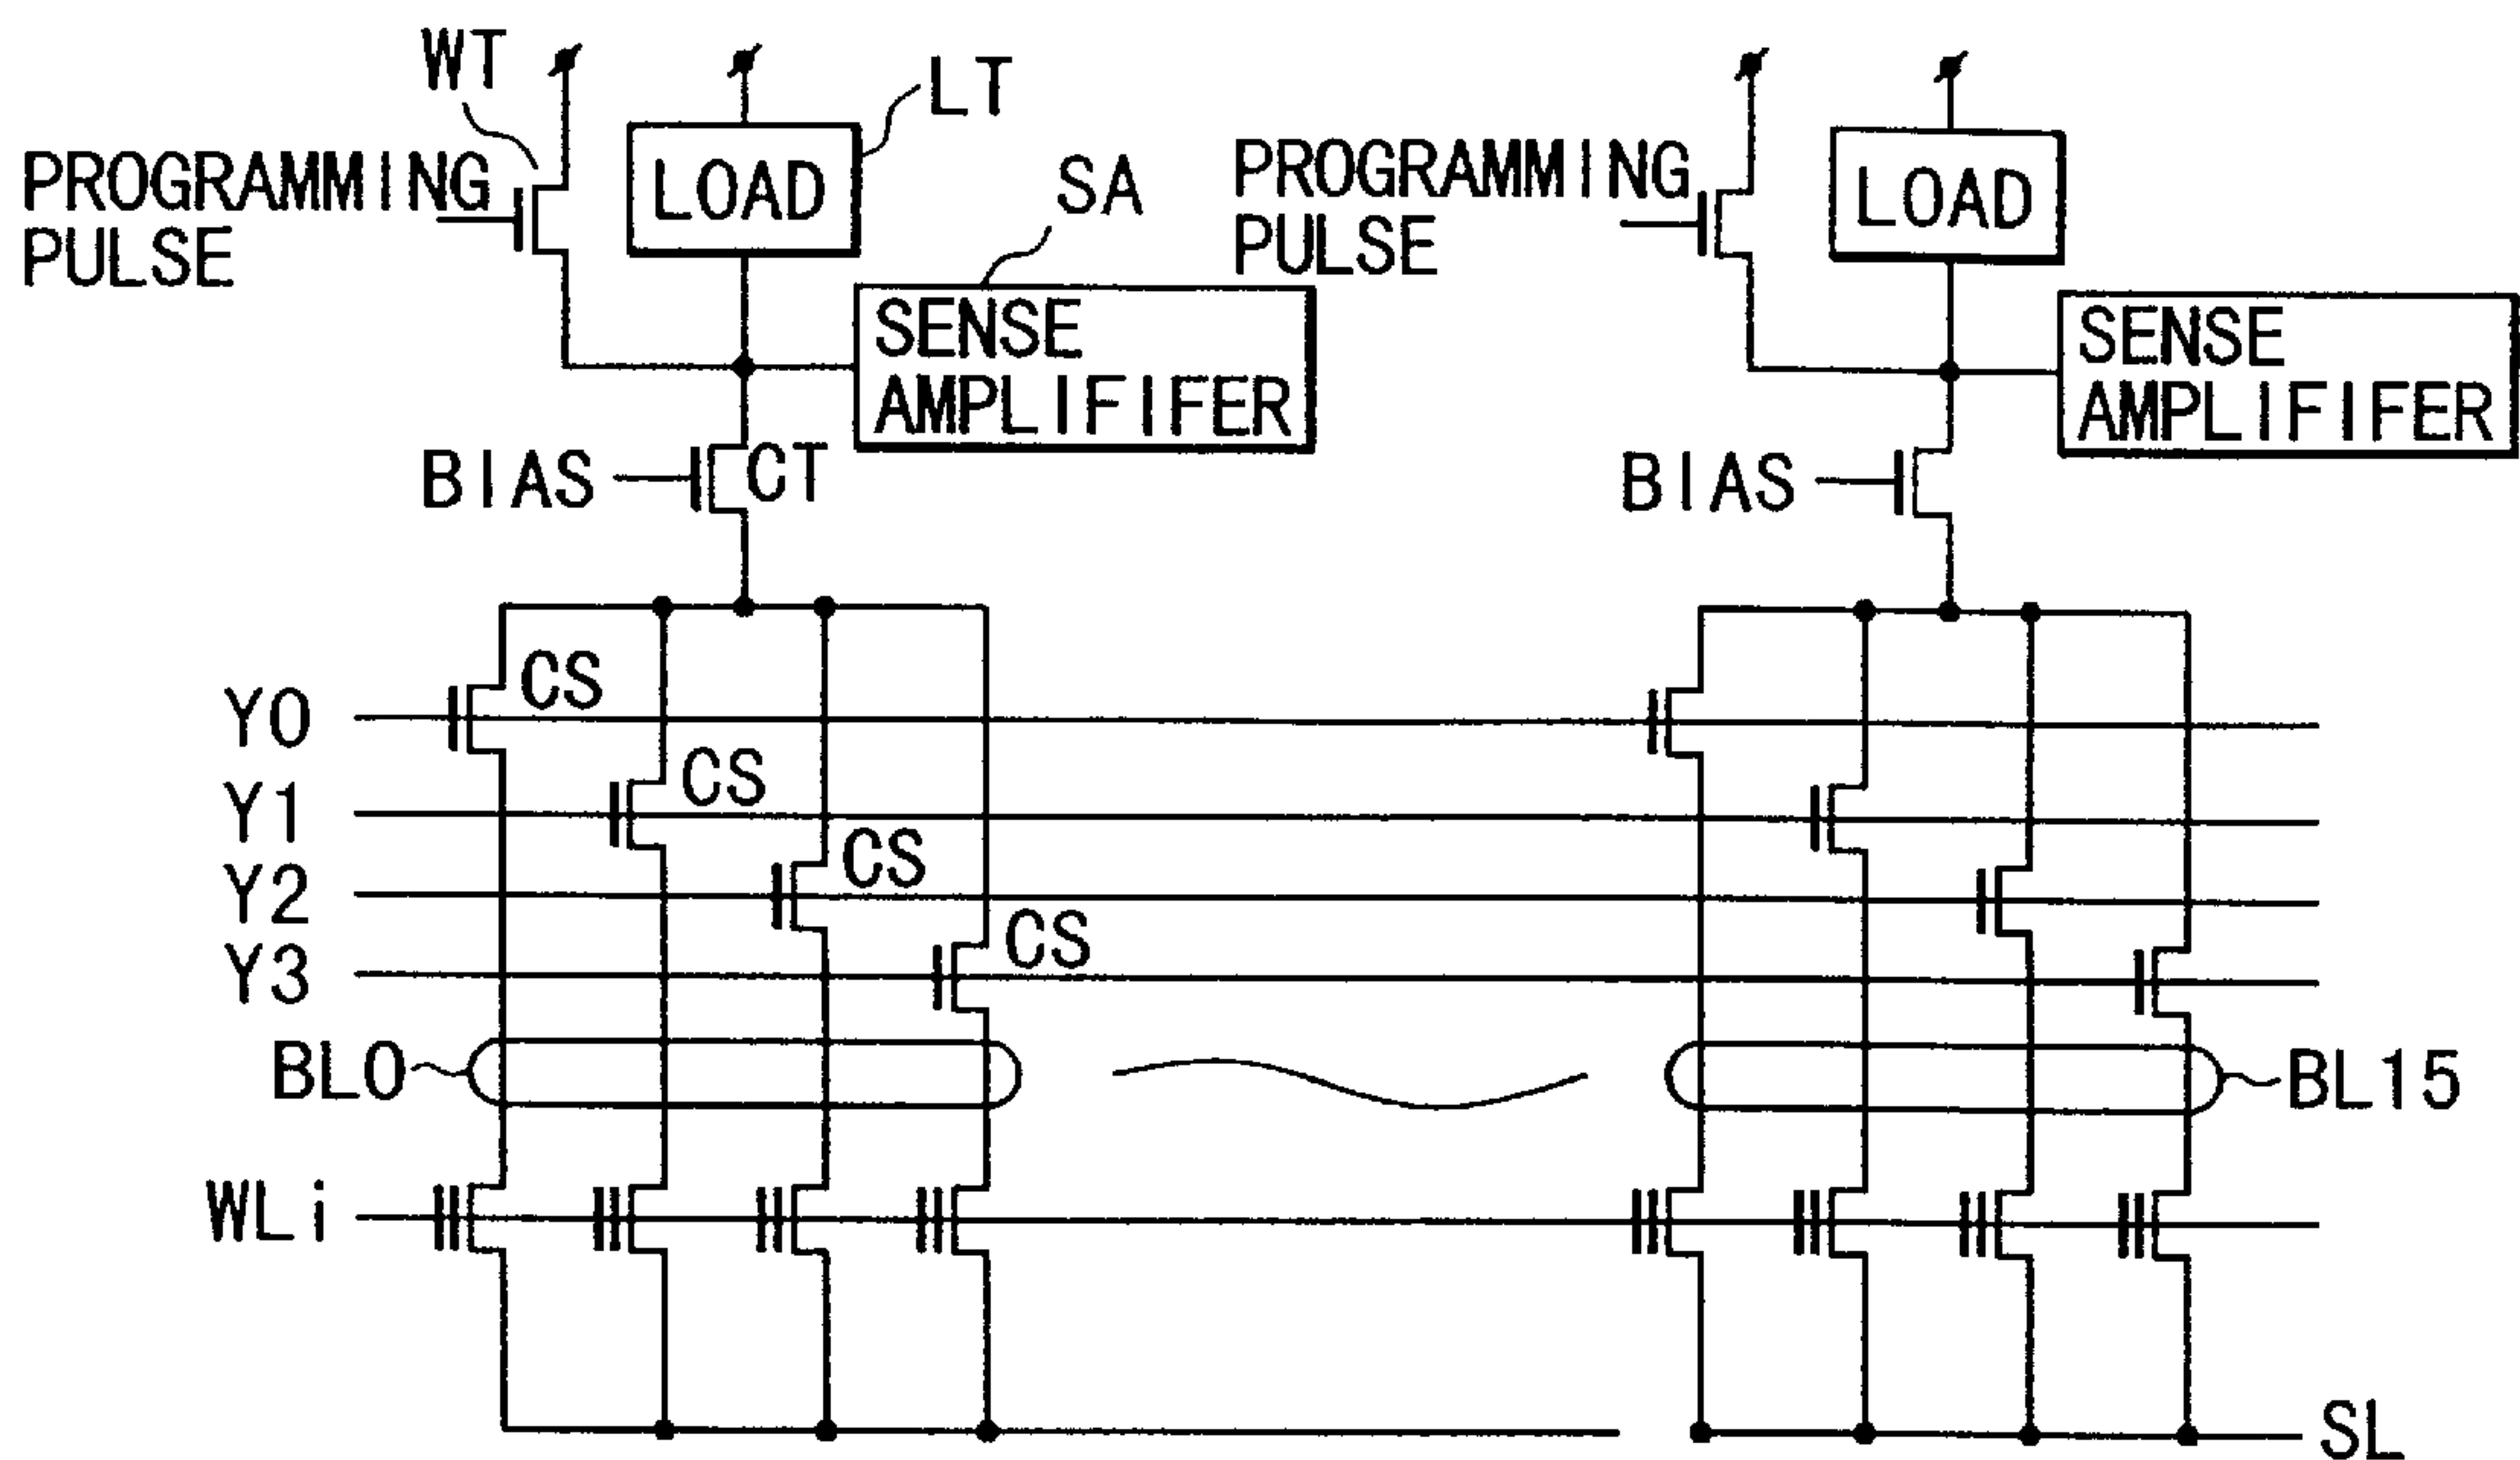 WT
LT
PROGRAMMING
PULSE
LOAD
SA
PROGRAMMING
PULSE
LOAD
SENSE
AMPLIFIFER
SENSE
AMPLIFIFER
BIAS
CT
BIAS
Y0
CS
Y1
CS
Y2
CS
Y3
CS
BL0
BL15
WLi
SL